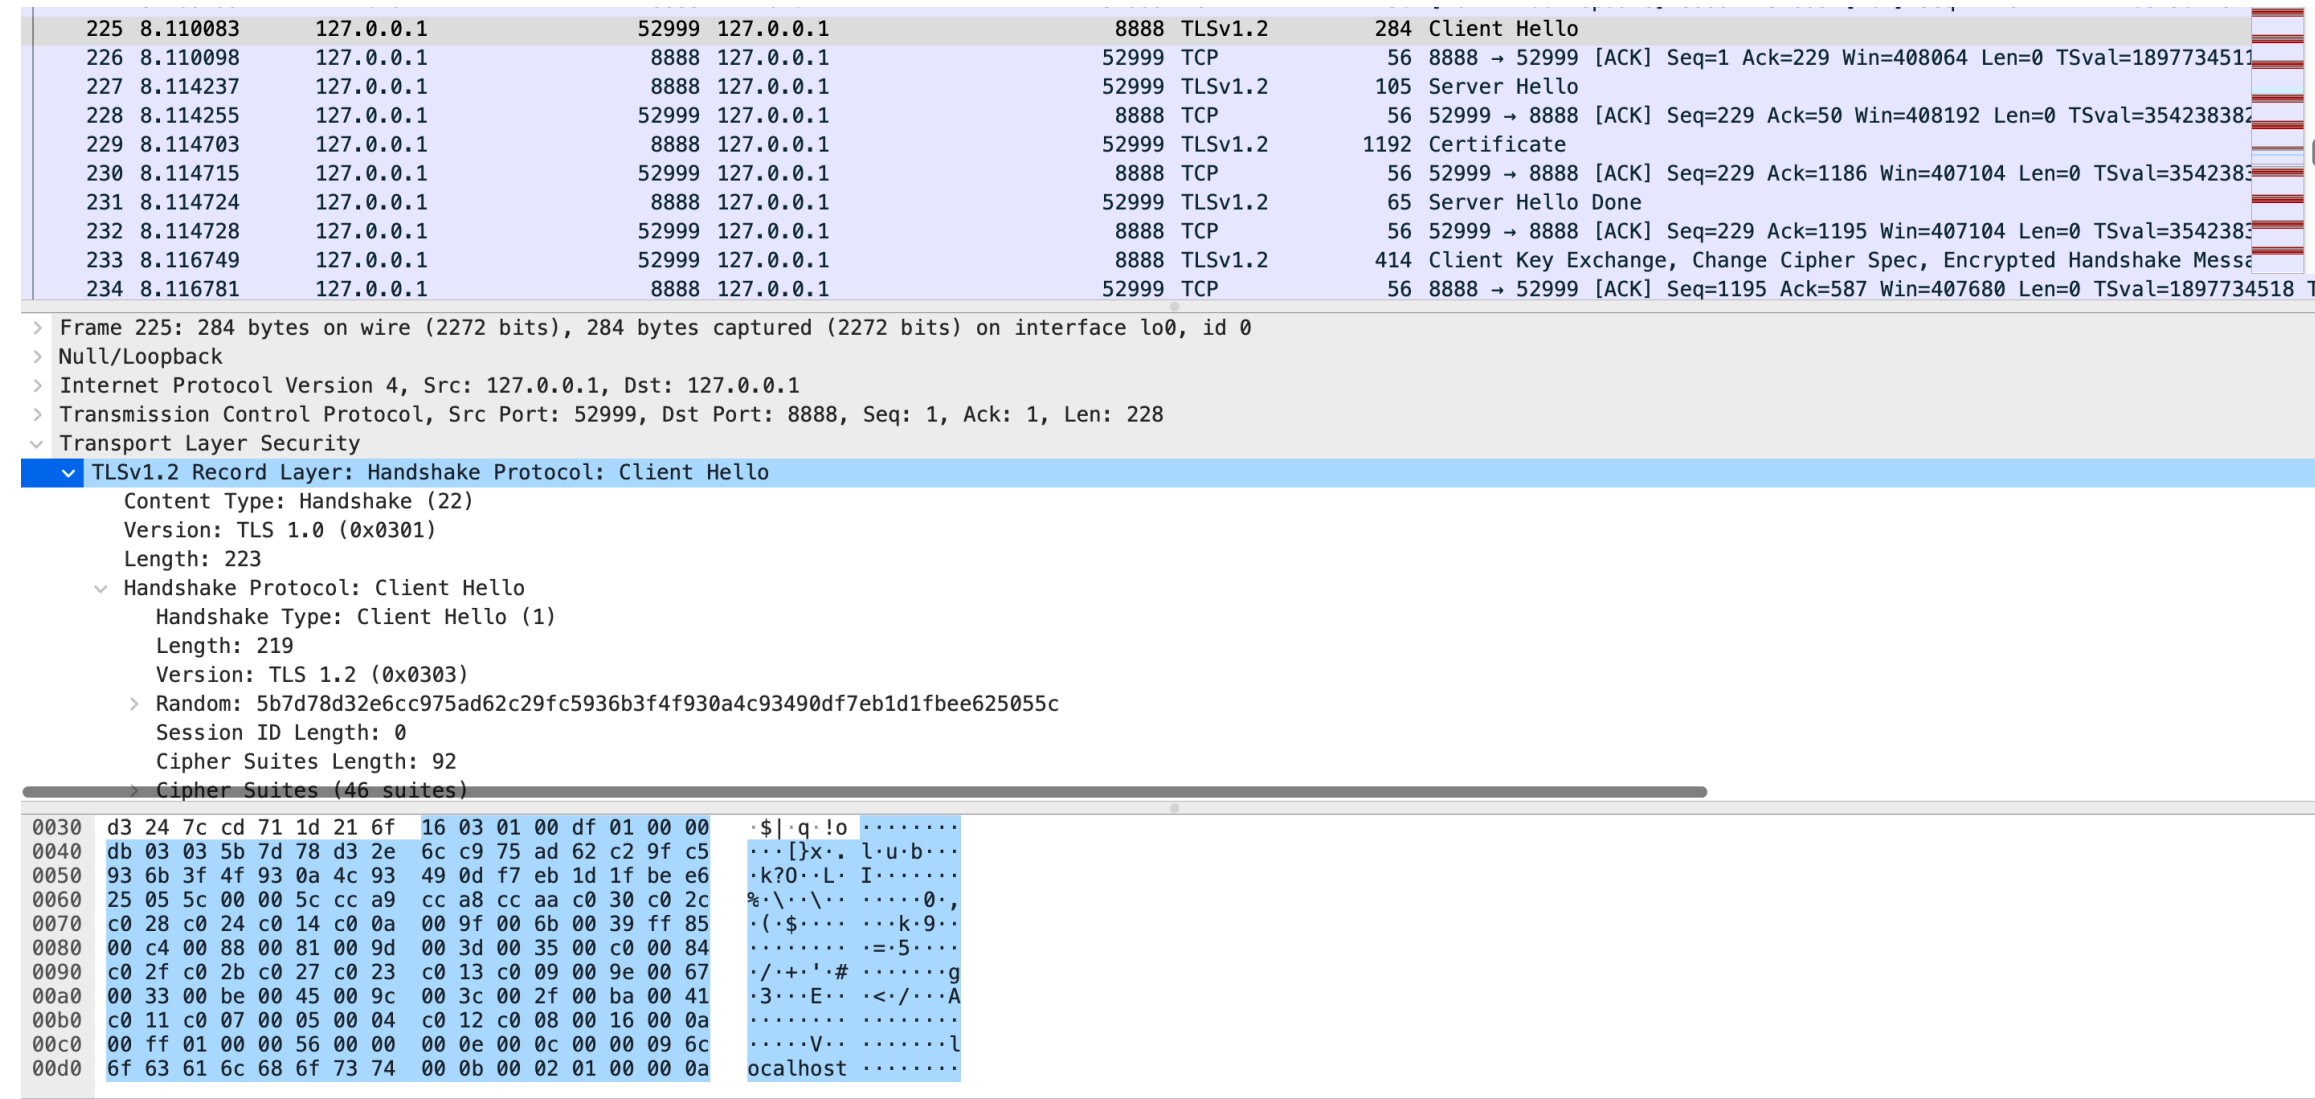 225 8.110083 127.0.0.1 52999 127.0.0.1 8888 TLSv1.2 284 Client Hello
226 8.110098 127.0.0.1 8888 127.0.0.1 52999 TCP 56 8888 → 52999 [ACK] Seq=1 Ack=229 Win=408064 Len=0 TSval=1897734511
227 8.114237 127.0.0.1 8888 127.0.0.1 52999 TLSv1.2 105 Server Hello
228 8.114255 127.0.0.1 52999 127.0.0.1 8888 TCP 56 52999 → 8888 [ACK] Seq=229 Ack=50 Win=408192 Len=0 TSval=354238382
229 8.114703 127.0.0.1 8888 127.0.0.1 52999 TLSv1.2 1192 Certificate
230 8.114715 127.0.0.1 52999 127.0.0.1 8888 TCP 56 52999 → 8888 [ACK] Seq=229 Ack=1186 Win=407104 Len=0 TSval=3542383
231 8.114724 127.0.0.1 8888 127.0.0.1 52999 TLSv1.2 65 Server Hello Done
232 8.114728 127.0.0.1 52999 127.0.0.1 8888 TCP 56 52999 → 8888 [ACK] Seq=229 Ack=1195 Win=407104 Len=0 TSval=3542383
233 8.116749 127.0.0.1 52999 127.0.0.1 8888 TLSv1.2 414 Client Key Exchange, Change Cipher Spec, Encrypted Handshake Messa
234 8.116781 127.0.0.1 8888 127.0.0.1 52999 TCP 56 8888 → 52999 [ACK] Seq=1195 Ack=587 Win=407680 Len=0 TSval=1897734518 T
Frame 225: 284 bytes on wire (2272 bits), 284 bytes captured (2272 bits) on interface lo0, id 0
Null/Loopback
Internet Protocol Version 4, Src: 127.0.0.1, Dst: 127.0.0.1
Transmission Control Protocol, Src Port: 52999, Dst Port: 8888, Seq: 1, Ack: 1, Len: 228
Transport Layer Security
TLSv1.2 Record Layer: Handshake Protocol: Client Hello
Content Type: Handshake (22)
Version: TLS 1.0 (0x0301)
Length: 223
Handshake Protocol: Client Hello
Handshake Type: Client Hello (1)
Length: 219
Version: TLS 1.2 (0x0303)
Random: 5b7d78d32e6cc975ad62c29fc5936b3f4f930a4c93490df7eb1d1fbee625055c
Session ID Length: 0
Cipher Suites Length: 92
Cipher Suites (46 suites)
0030 d3 24 7c cd 71 1d 21 6f 16 03 01 00 df 01 00 00 ·$|·q·!o ········
0040 db 03 03 5b 7d 78 d3 2e 6c c9 75 ad 62 c2 9f c5 ···[}x·. l·u·b···
0050 93 6b 3f 4f 93 0a 4c 93 49 0d f7 eb 1d 1f be e6 ·k?O··L· I·······
0060 25 05 5c 00 00 5c cc a9 cc a8 cc aa c0 30 c0 2c %·\··\·· ·····0·,
0070 c0 28 c0 24 c0 14 c0 0a 00 9f 00 6b 00 39 ff 85 ·(·$···· ···k·9··
0080 00 c4 00 88 00 81 00 9d 00 3d 00 35 00 c0 00 84 ········ ·=·5····
0090 c0 2f c0 2b c0 27 c0 23 c0 13 c0 09 00 9e 00 67 ·/·+·'·# ·······g
00a0 00 33 00 be 00 45 00 9c 00 3c 00 2f 00 ba 00 41 ·3···E·· ·<·/···A
00b0 c0 11 c0 07 00 05 00 04 c0 12 c0 08 00 16 00 0a ········ ········
00c0 00 ff 01 00 00 56 00 00 00 0e 00 0c 00 00 09 6c ·····V·· ·······l
00d0 6f 63 61 6c 68 6f 73 74 00 0b 00 02 01 00 00 0a ocalhost ········